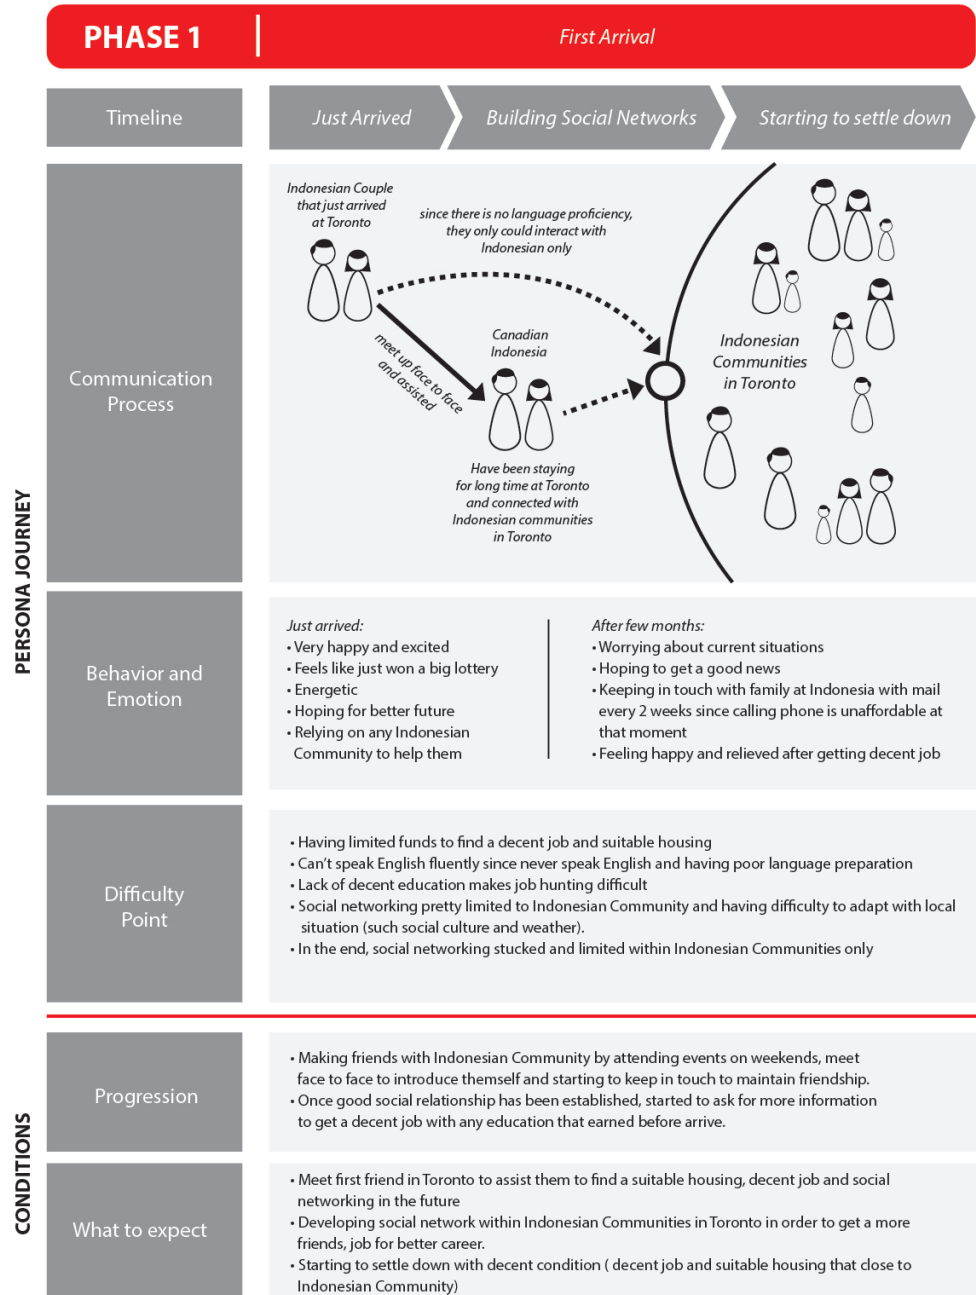 PHASE 1
First Arrival
Timeline
Just Arrived
Building Social Networks
Starting to settle down
PERSONA JOURNEY
Communication
Process
Indonesian Couple
that just arrived
at Toronto
since there is no language proficiency,
they only could interact with
Indonesian only
meet up face to face
and assisted
Canadian
Indonesia
Have been staying
for long time at Toronto
and connected with
Indonesian communities
in Toronto
Indonesian
Communities
in Toronto
Behavior and
Emotion
Just arrived:
• Very happy and excited
• Feels like just won a big lottery
• Energetic
• Hoping for better future
• Relying on any Indonesian
Community to help them
After few months:
• Worrying about current situations
• Hoping to get a good news
• Keeping in touch with family at Indonesia with mail
every 2 weeks since calling phone is unaffordable at
that moment
• Feeling happy and relieved after getting decent job
Difficulty
Point
• Having limited funds to find a decent job and suitable housing
• Can't speak English fluently since never speak English and having poor language preparation
• Lack of decent education makes job hunting difficult
• Social networking pretty limited to Indonesian Community and having difficulty to adapt with local
situation (such social culture and weather).
• In the end, social networking stucked and limited within Indonesian Communities only
CONDITIONS
Progression
• Making friends with Indonesian Community by attending events on weekends, meet
face to face to introduce themself and starting to keep in touch to maintain friendship.
• Once good social relationship has been established, started to ask for more information
to get a decent job with any education that earned before arrive.
What to expect
• Meet first friend in Toronto to assist them to find a suitable housing, decent job and social
networking in the future
• Developing social network within Indonesian Communities in Toronto in order to get a more
friends, job for better career.
• Starting to settle down with decent condition ( decent job and suitable housing that close to
Indonesian Community)